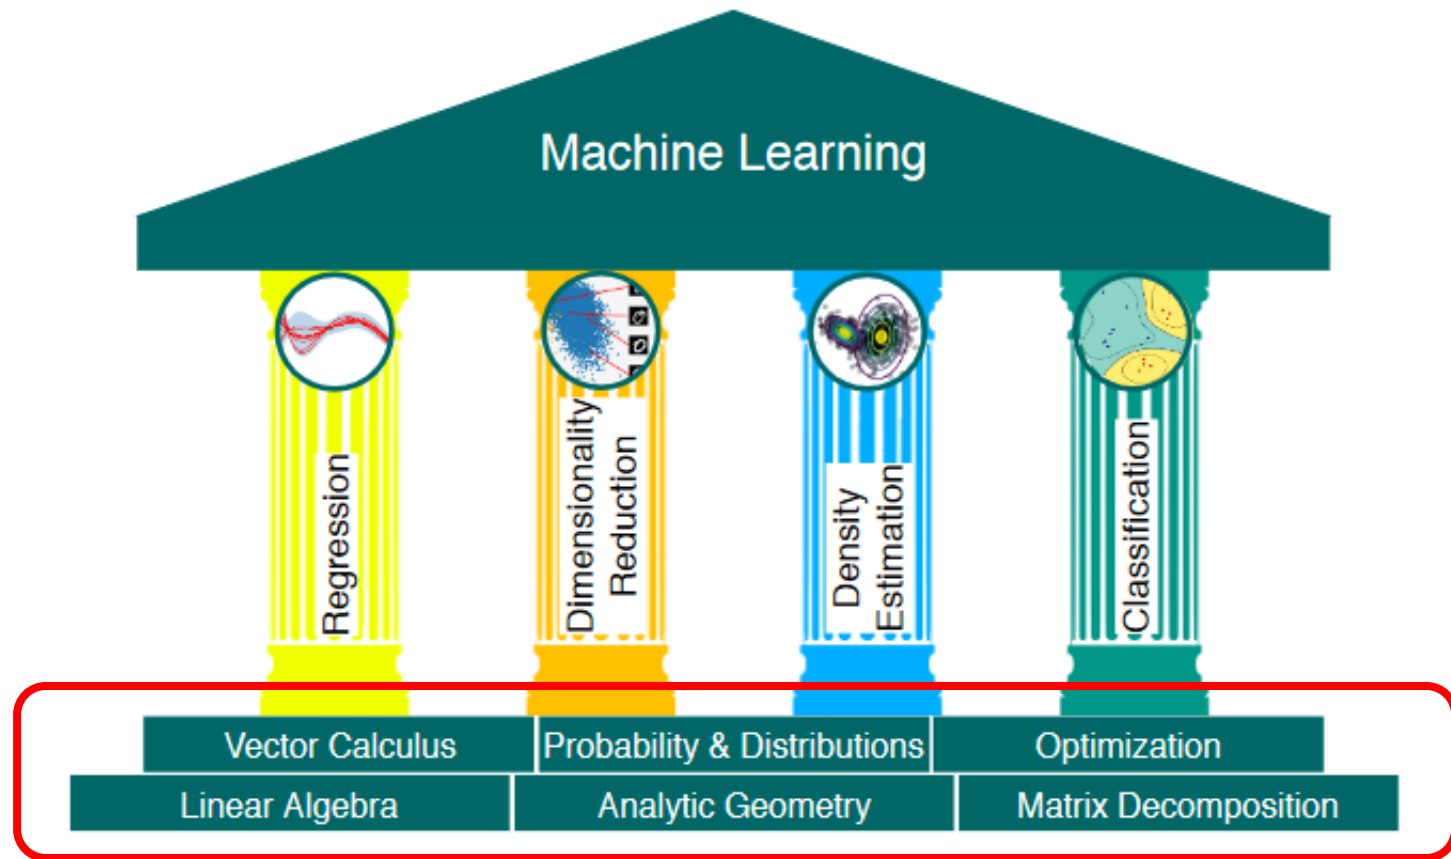 Machine Learning
Regression
Dimensionality
Reduction
Density
Estimation
Classification
Vector Calculus
Probability & Distributions
Optimization
Linear Algebra
Analytic Geometry
Matrix Decomposition